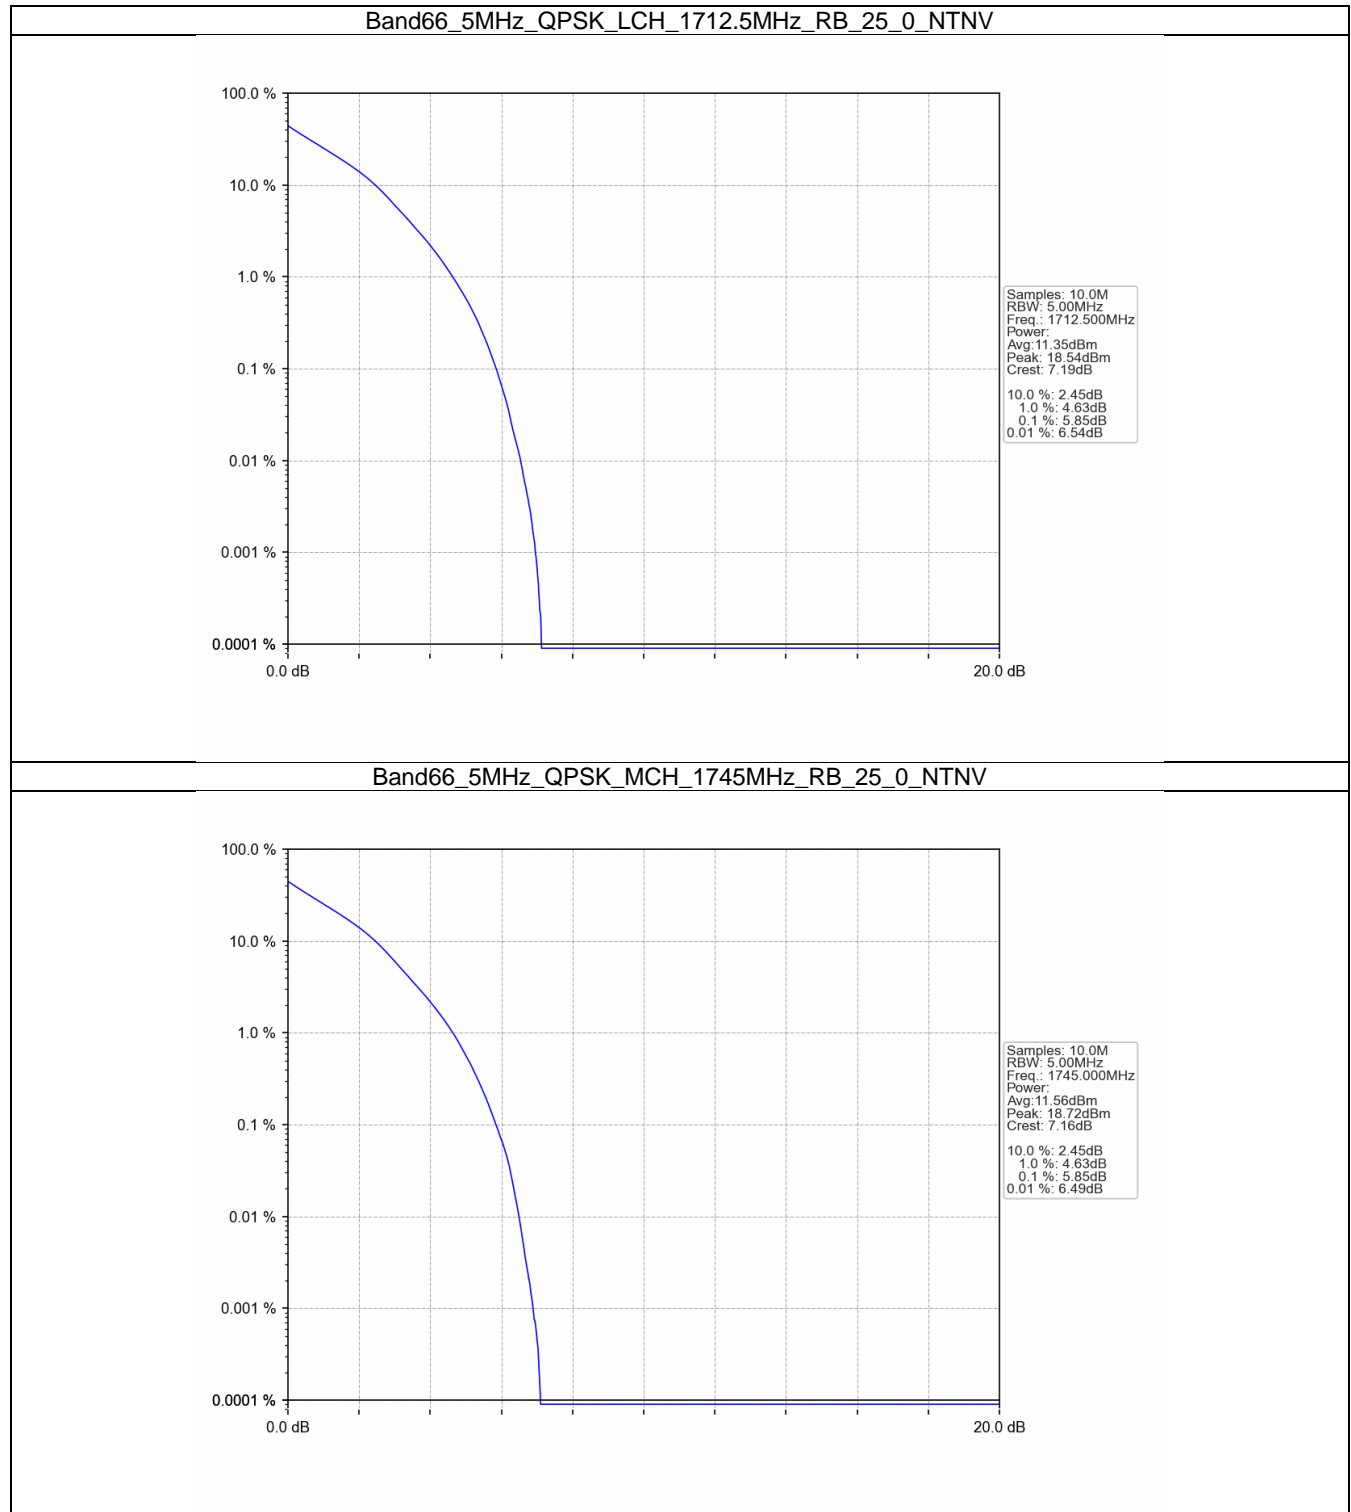 Band66_5MHz_QPSK_LCH_1712.5MHz_RB_25_0_NTNV
100.0 %
10.0 %
1.0 %
0.1 %
0.01 %
0.001 %
0.0001 %
0.0 dB
20.0 dB
Samples: 10.0M
RBW: 5.00MHz
Freq.: 1712.500MHz
Power:
Avg:11.35dBm
Peak: 18.54dBm
Crest: 7.19dB
10.0 %: 2.45dB
1.0 %: 4.63dB
0.1 %: 5.85dB
0.01 %: 6.54dB
Band66_5MHz_QPSK_MCH_1745MHz_RB_25_0_NTNV
100.0 %
10.0 %
1.0 %
0.1 %
0.01 %
0.001 %
0.0001 %
0.0 dB
20.0 dB
Samples: 10.0M
RBW: 5.00MHz
Freq.: 1745.000MHz
Power:
Avg:11.56dBm
Peak: 18.72dBm
Crest: 7.16dB
10.0 %: 2.45dB
1.0 %: 4.63dB
0.1 %: 5.85dB
0.01 %: 6.49dB